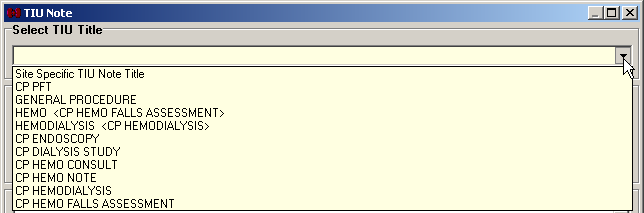 TIU Note
Select TIU Title
Site Specific TIU Note Title
CP PFT
GENERAL PROCEDURE
HEMO  <CP HEMO FALLS ASSESSMENT>
HEMODIALYSIS  <CP HEMODIALYSIS>
CP ENDOSCOPY
CP DIALYSIS STUDY
CP HEMO CONSULT
CP HEMO NOTE
CP HEMODIALYSIS
CP HEMO FALLS ASSESSMENT